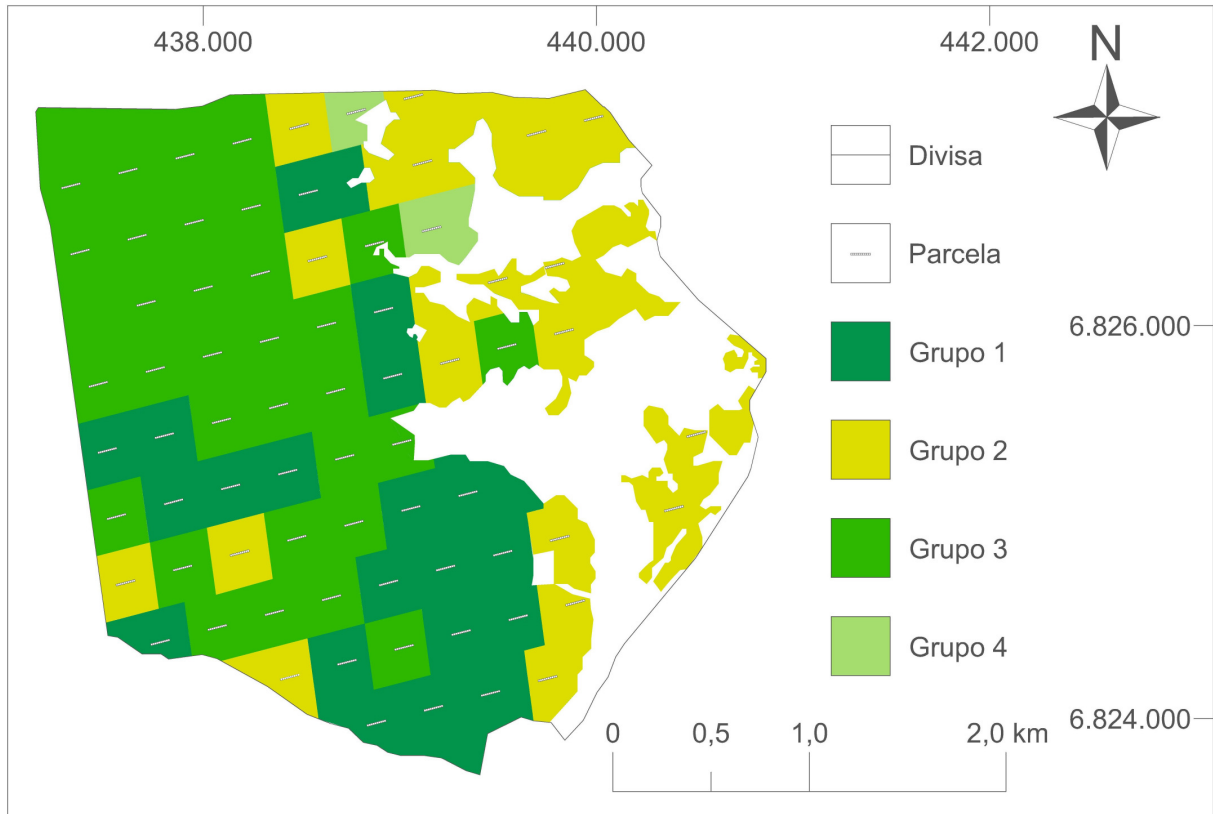 438.000
440.000
442.000
N
Divisa
Parcela
6.826.000
Grupo 1
Grupo 2
Grupo 3
Grupo 4
6.824.000
0 0,5 1,0 2,0 km